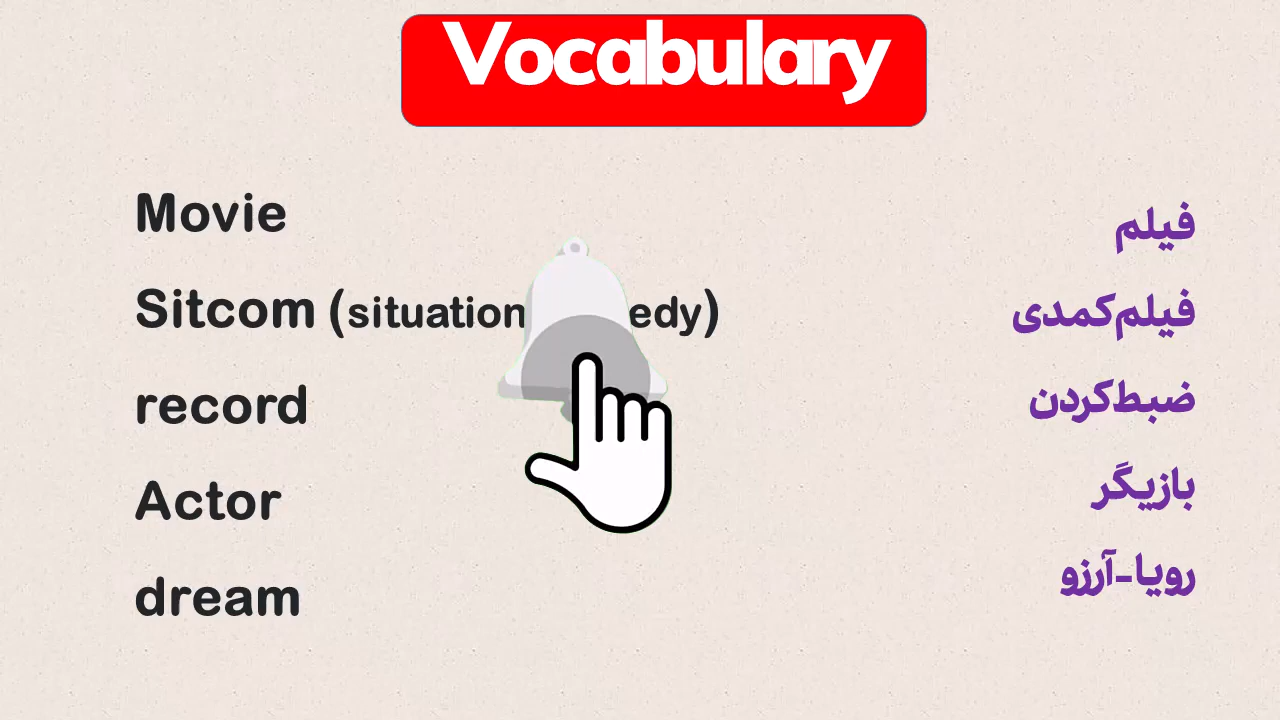 Vocabulary
Movie
فیلم
Sitcom (situation edy)
فیلم کمدی
record
ضبط کردن
Actor
بازیگر
dream
رویا-آرزو